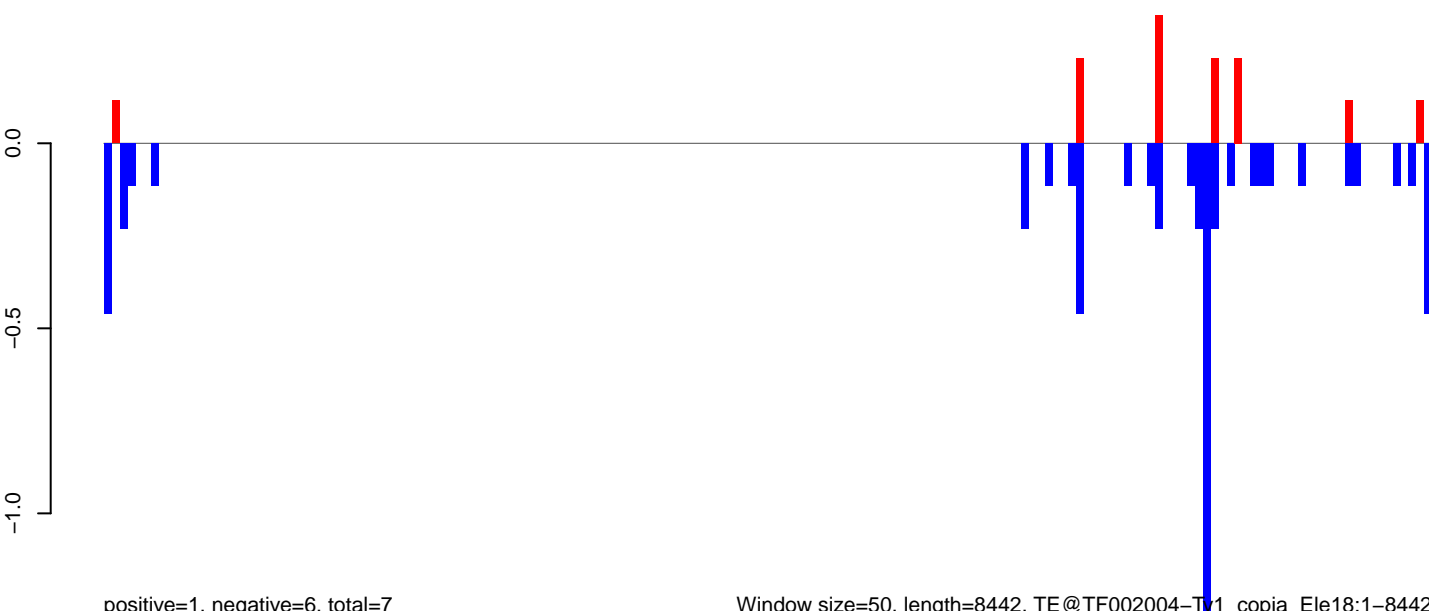 0.0
−0.5
−1.0
positive=1, negative=6, total=7
Window size=50, length=8442, TE@TF002004−Ty1_copia_Ele18:1−8442